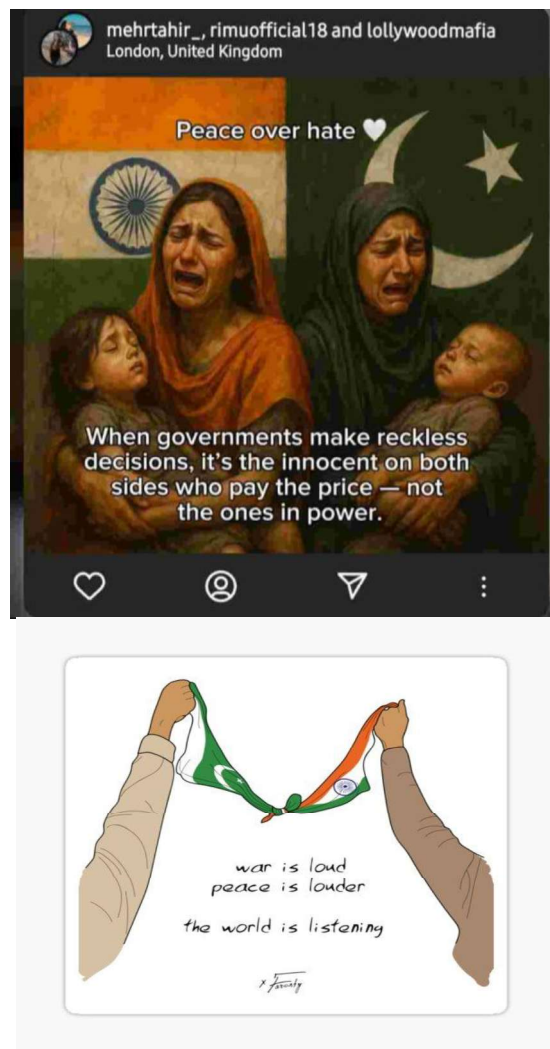 mehrtahir_, rimuofficial18 and lollywoodmafia
London, United Kingdom
Peace over hate 🤍
When governments make reckless
decisions, it's the innocent on both
sides who pay the price — not
the ones in power.
war is loud
peace is louder
the world is listening